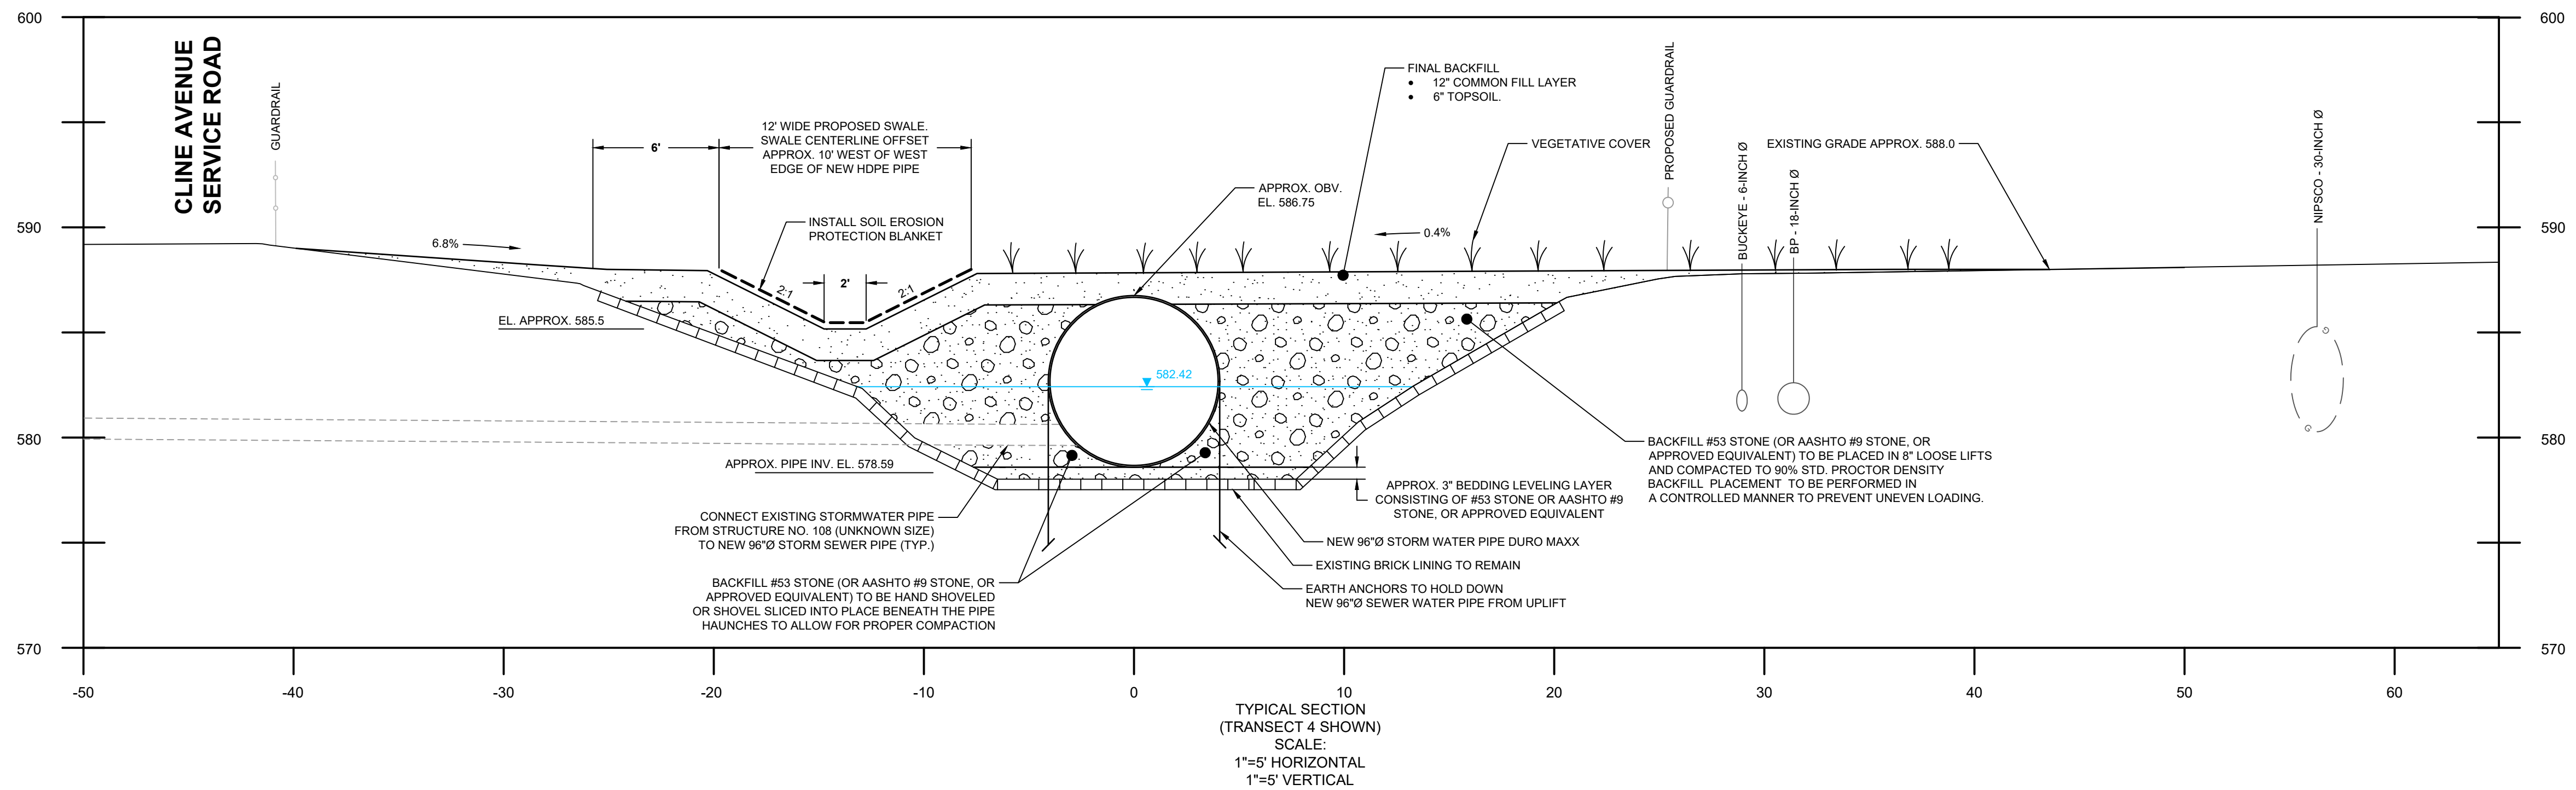 600
600
CLINE AVENUE
SERVICE ROAD
GUARDRAIL
FINAL BACKFILL
• 12" COMMON FILL LAYER
• 6" TOPSOIL.
6'
12' WIDE PROPOSED SWALE.
SWALE CENTERLINE OFFSET
APPROX. 10' WEST OF WEST
EDGE OF NEW HDPE PIPE
VEGETATIVE COVER
PROPOSED GUARDRAIL
BUCKEYE - 6-INCH Ø
BP - 18-INCH Ø
EXISTING GRADE APPROX. 588.0
NIPSCO - 30-INCH Ø
APPROX. OBV.
EL. 586.75
INSTALL SOIL EROSION
PROTECTION BLANKET
590
590
6.8%
0.4%
2:1
2'
2:1
EL. APPROX. 585.5
582.42
G
G
580
580
APPROX. PIPE INV. EL. 578.59
BACKFILL #53 STONE (OR AASHTO #9 STONE, OR
APPROVED EQUIVALENT) TO BE PLACED IN 8" LOOSE LIFTS
AND COMPACTED TO 90% STD. PROCTOR DENSITY
BACKFILL PLACEMENT TO BE PERFORMED IN
A CONTROLLED MANNER TO PREVENT UNEVEN LOADING.
APPROX. 3" BEDDING LEVELING LAYER
CONSISTING OF #53 STONE OR AASHTO #9
STONE, OR APPROVED EQUIVALENT
CONNECT EXISTING STORMWATER PIPE
FROM STRUCTURE NO. 108 (UNKNOWN SIZE)
TO NEW 96"Ø STORM SEWER PIPE (TYP.)
NEW 96"Ø STORM WATER PIPE DURO MAXX
EXISTING BRICK LINING TO REMAIN
EARTH ANCHORS TO HOLD DOWN
NEW 96"Ø SEWER WATER PIPE FROM UPLIFT
BACKFILL #53 STONE (OR AASHTO #9 STONE, OR
APPROVED EQUIVALENT) TO BE HAND SHOVELED
OR SHOVEL SLICED INTO PLACE BENEATH THE PIPE
HAUNCHES TO ALLOW FOR PROPER COMPACTION
570
570
-50
-40
-30
-20
-10
0
10
20
30
40
50
60
TYPICAL SECTION
(TRANSECT 4 SHOWN)
SCALE:
1"=5' HORIZONTAL
1"=5' VERTICAL